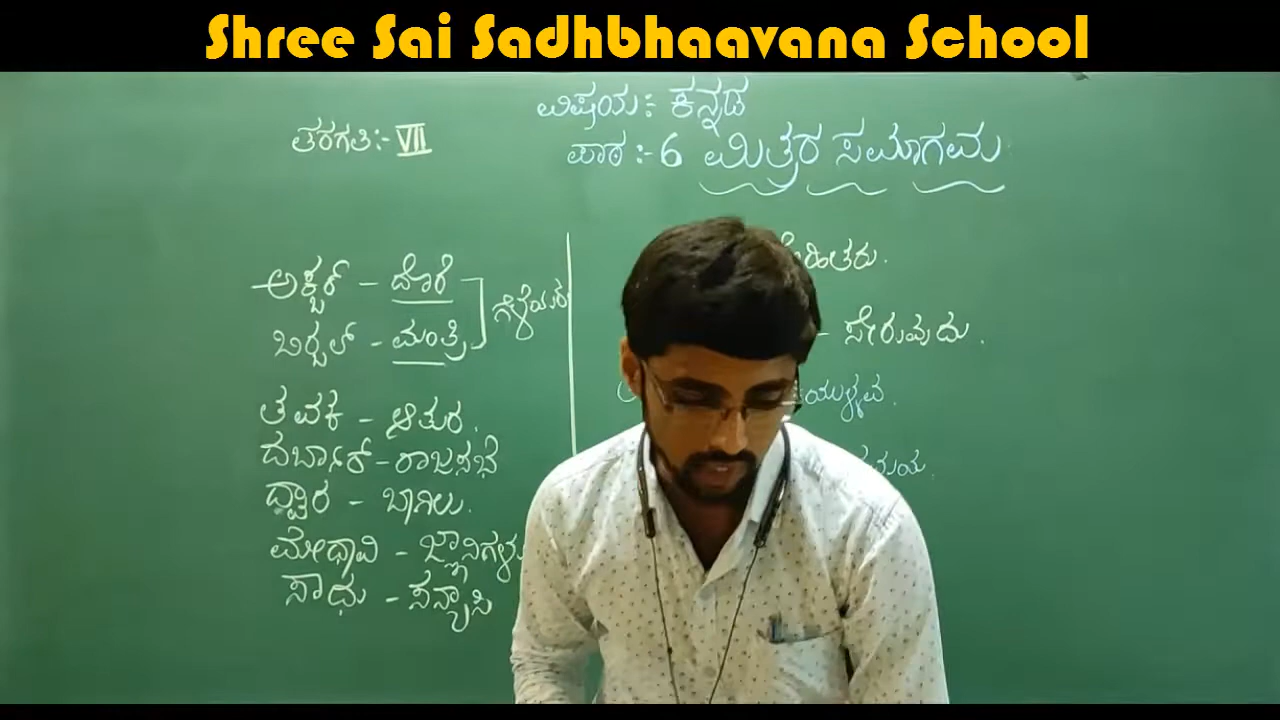 Shree Sai Sadhbhaavana School
ವಿಷಯ :- ಕನ್ನಡ
ತರಗತಿ:- VII
ಪಾಠ :- 6 ಮಿತ್ರರ ಸಮಾಗಮ
ಅಕ್ಬರ್ - ದೊರೆ
ಗೆಳೆಯರು
ಬಿರ್ಬಲ್ - ಮಂತ್ರಿ
ತವಕ - ಆತುರ.
ದರ್ಬಾರ್ - ರಾಜಸಭೆ
ದ್ವಾರ - ಬಾಗಿಲು.
ಮೇಧಾವಿ - ಜ್ಞಾನಿಗಳು
ಸಾಧು - ಸನ್ಯಾಸಿ
- ಸೇರುವುದು.